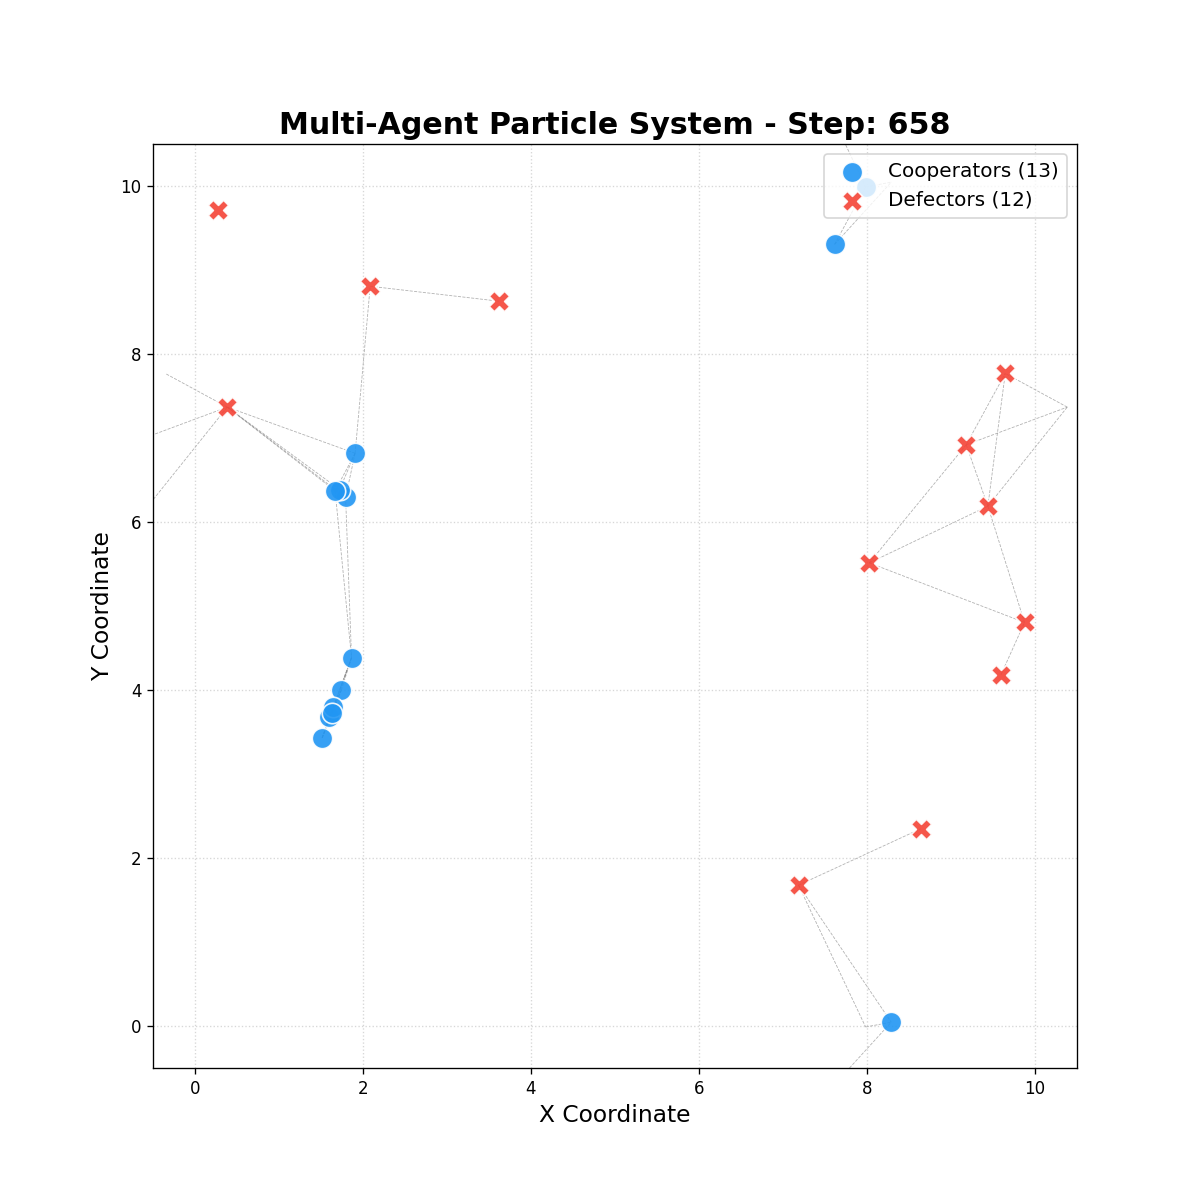 Multi-Agent Particle System - Step: 658
Cooperators (13)
Defectors (12)
Y Coordinate
10
8
6
4
2
0
0 2 4 6 8 10
X Coordinate